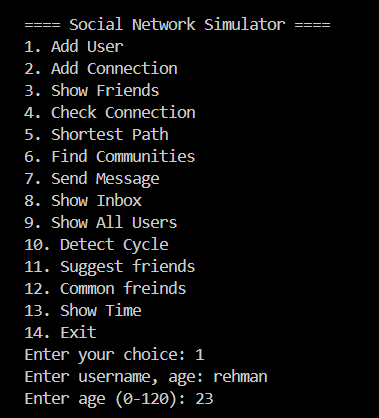 ==== Social Network Simulator ====
1. Add User
2. Add Connection
3. Show Friends
4. Check Connection
5. Shortest Path
6. Find Communities
7. Send Message
8. Show Inbox
9. Show All Users
10. Detect Cycle
11. Suggest friends
12. Common freinds
13. Show Time
14. Exit
Enter your choice: 1
Enter username, age: rehman
Enter age (0-120): 23